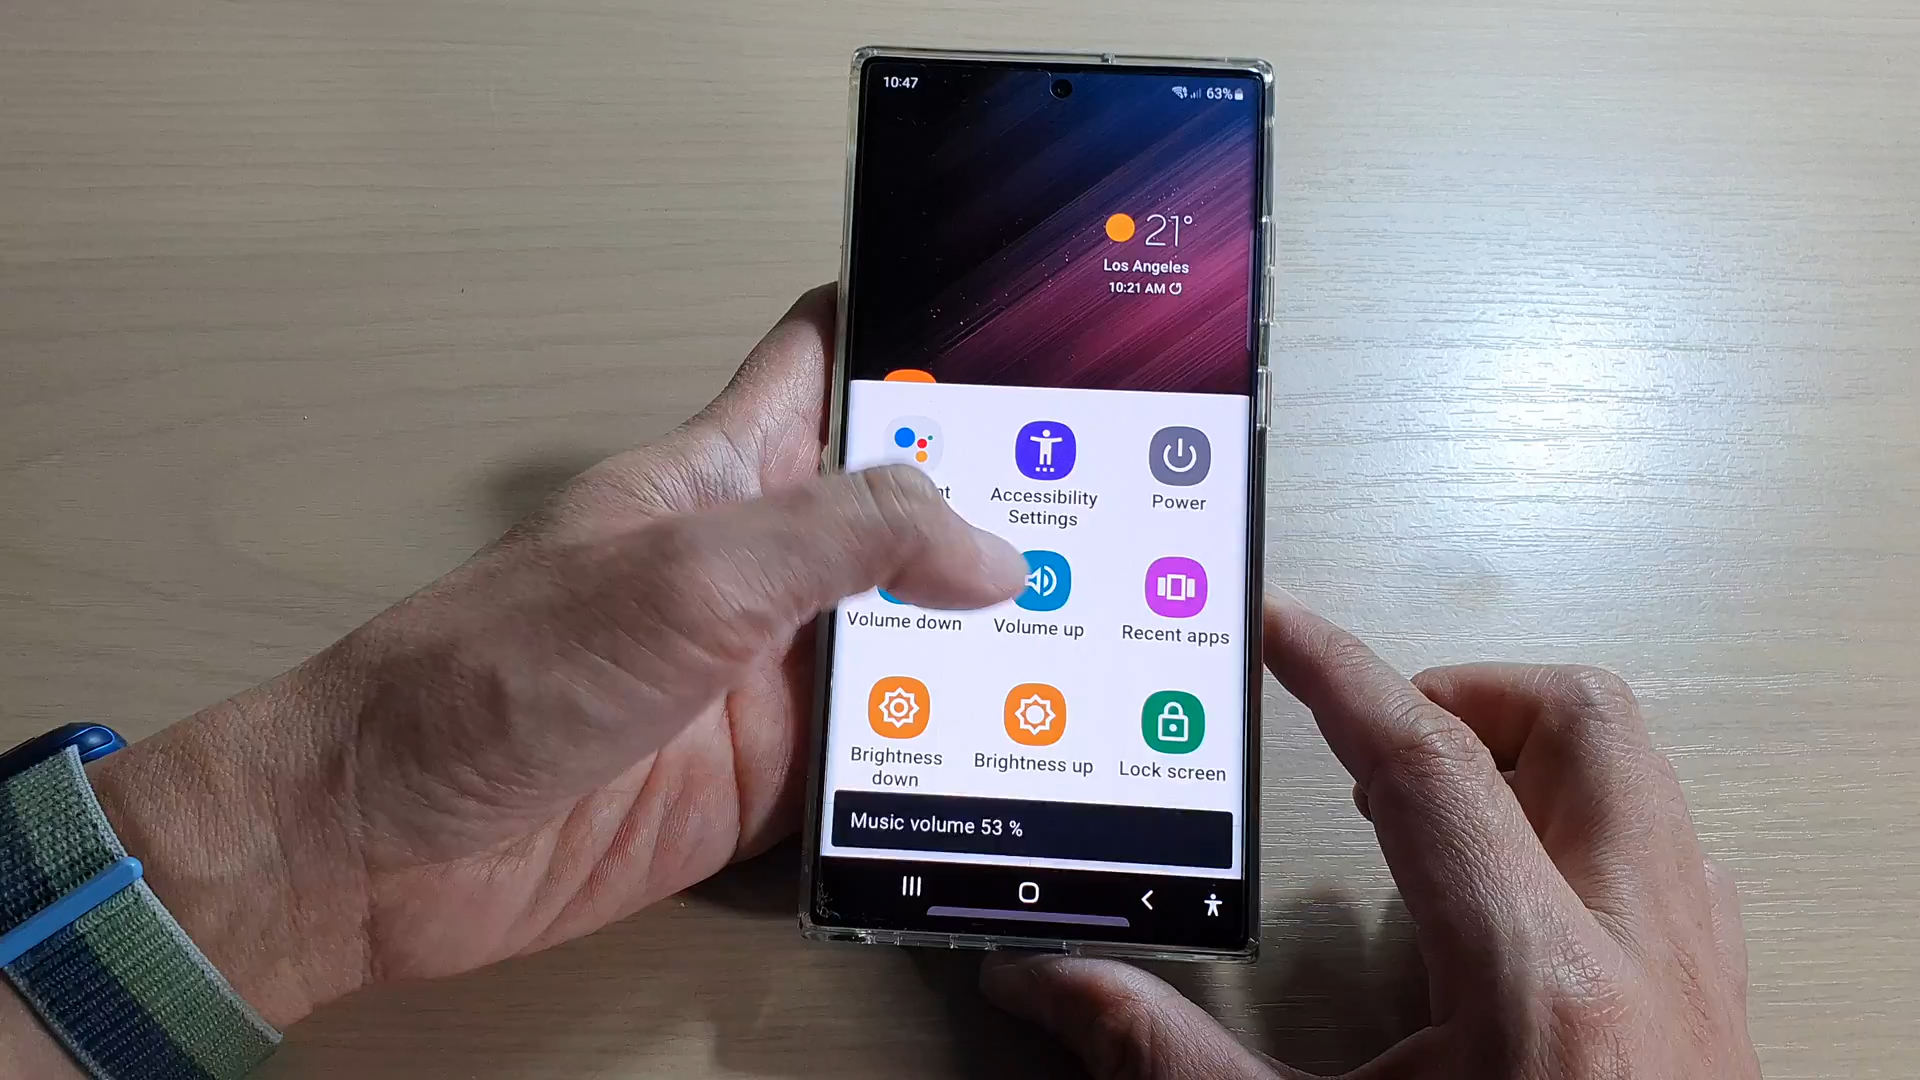 10:47
63%
21°
Los Angeles
10:21 AM
Accessibility
Settings
Power
Volume down
Volume up
Recent apps
Brightness
down
Brightness up
Lock screen
Music volume 53 %